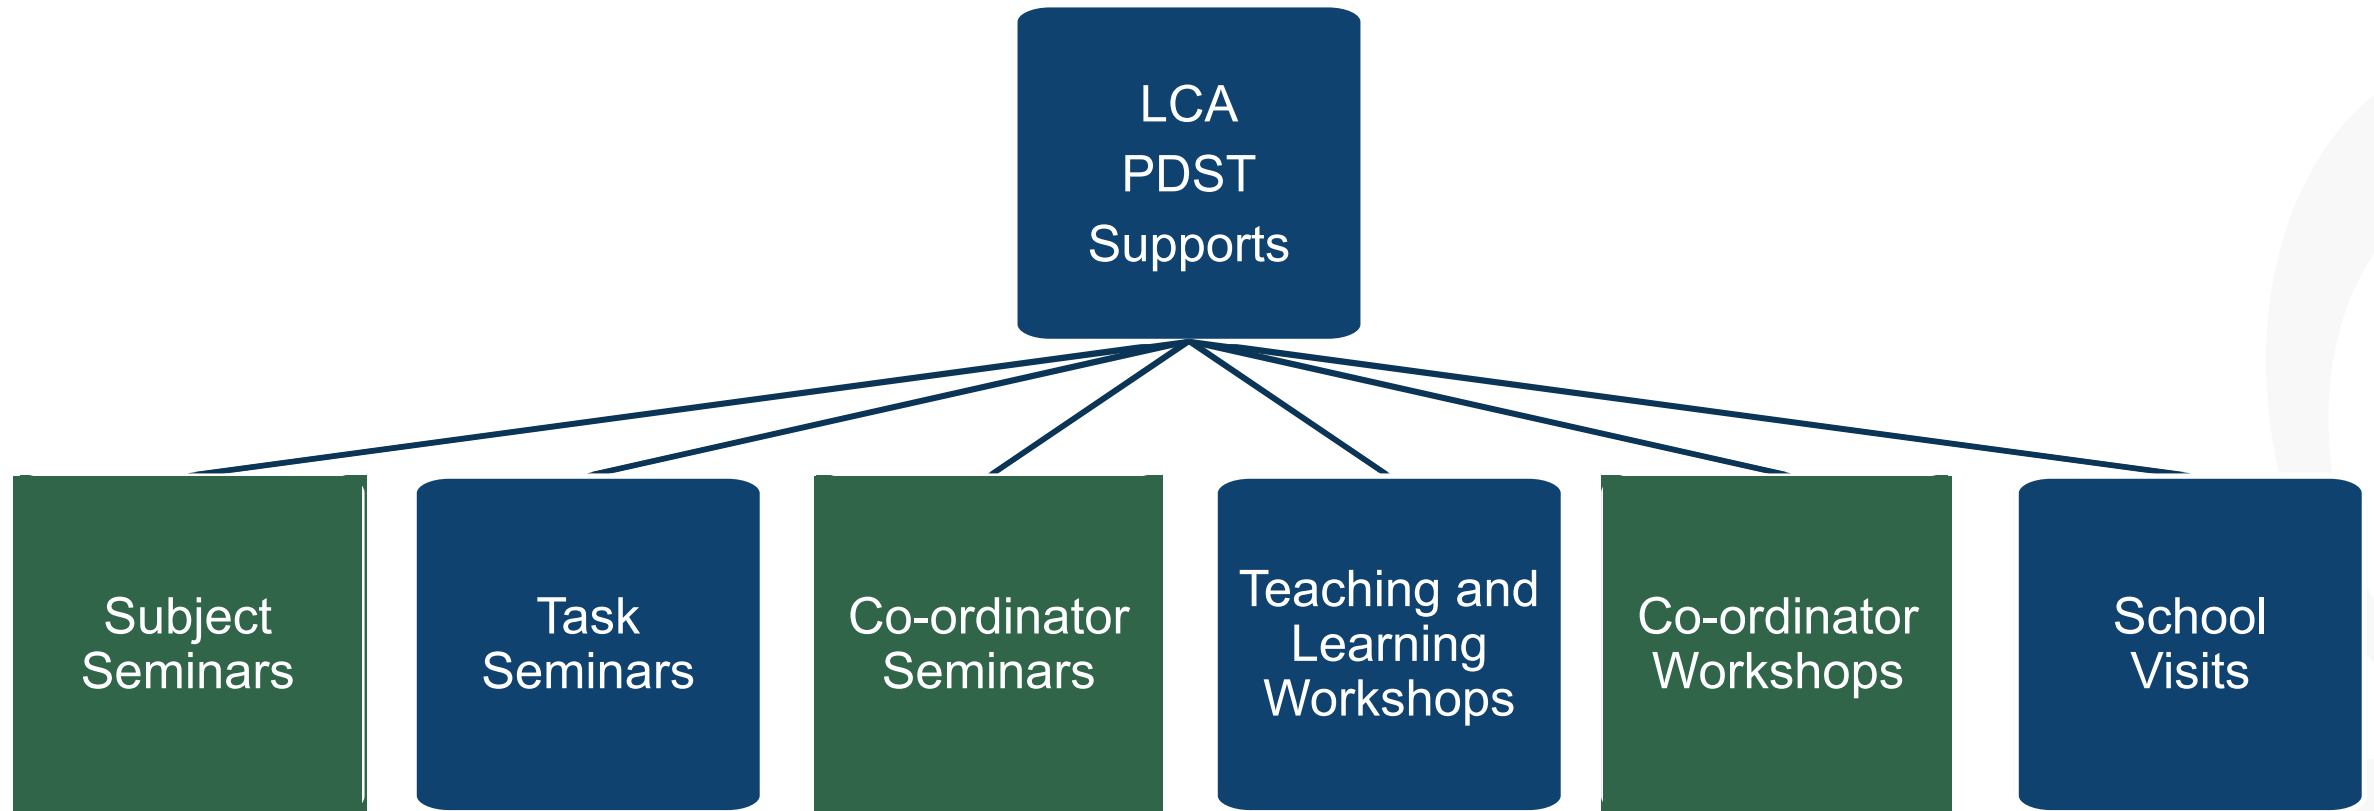 LCA
PDST
Supports
Subject
Seminars
Task
Seminars
Co-ordinator
Seminars
Teaching and
Learning
Workshops
Co-ordinator
Workshops
School
Visits